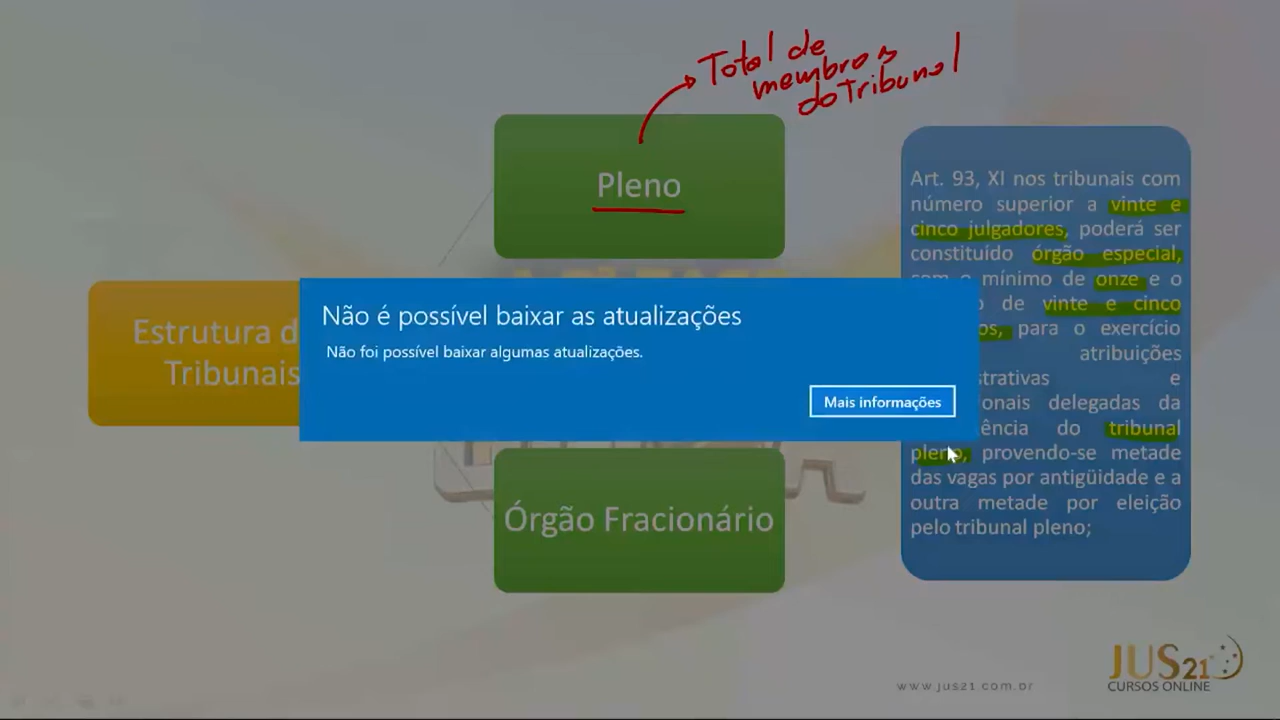 Total de
membros
do Tribunal
Pleno
Estrutura d
Tribunais
Não é possível baixar as atualizações
Não foi possível baixar algumas atualizações.
Mais informações
Órgão Fracionário
Art. 93, XI nos tribunais com
número superior a vinte e
cinco julgadores, poderá ser
constituído órgão especial,
com o mínimo de onze e o
de vinte e cinco
para o exercício
atribuições
e
delegadas da
do tribunal
pleno, provendo-se metade
das vagas por antigüidade e a
outra metade por eleição
pelo tribunal pleno;
www.jus21.com.br
JUS21
CURSOS ONLINE